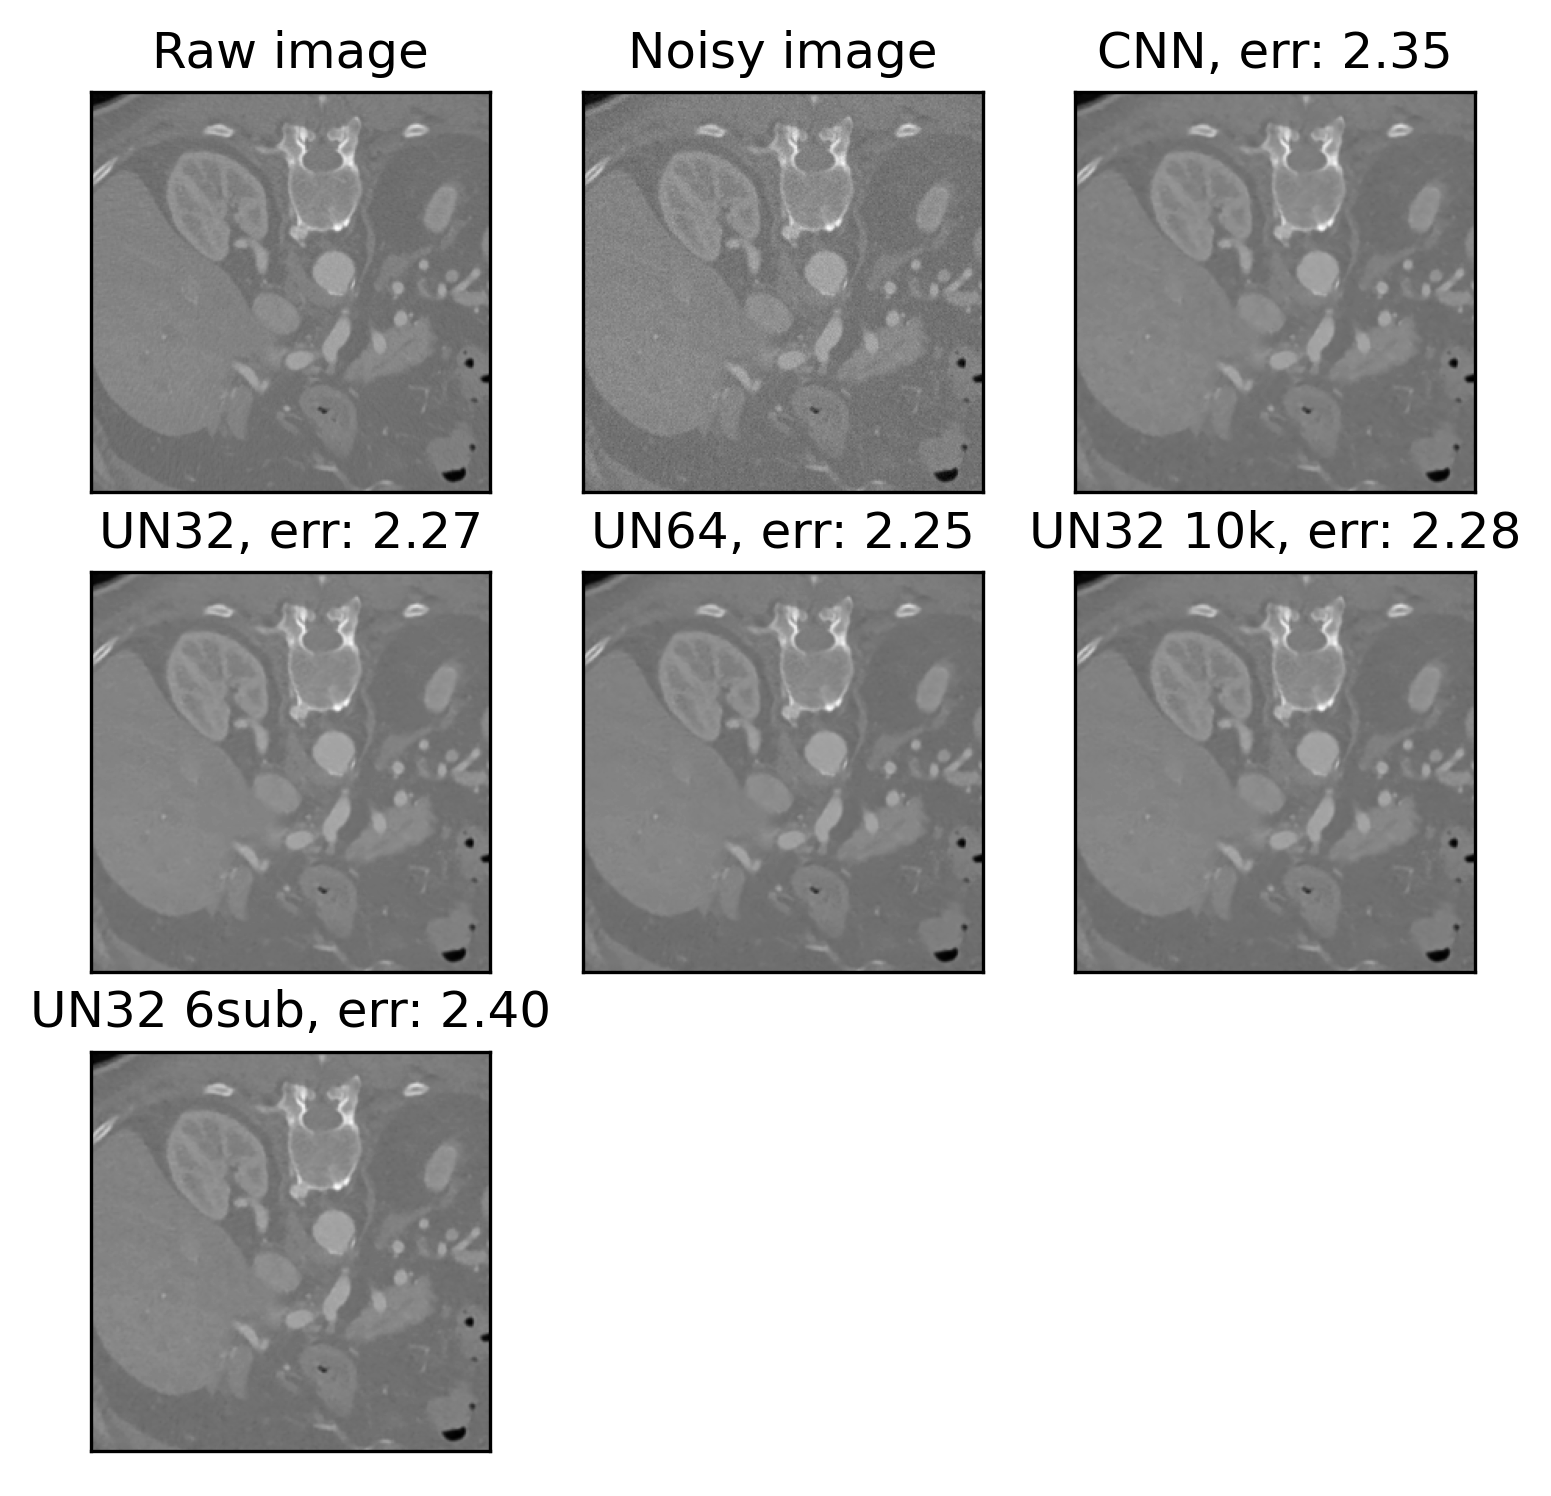 Raw image
Noisy image
CNN, err: 2.35
UN32, err: 2.27
UN64, err: 2.25
UN32 10k, err: 2.28
UN32 6sub, err: 2.40